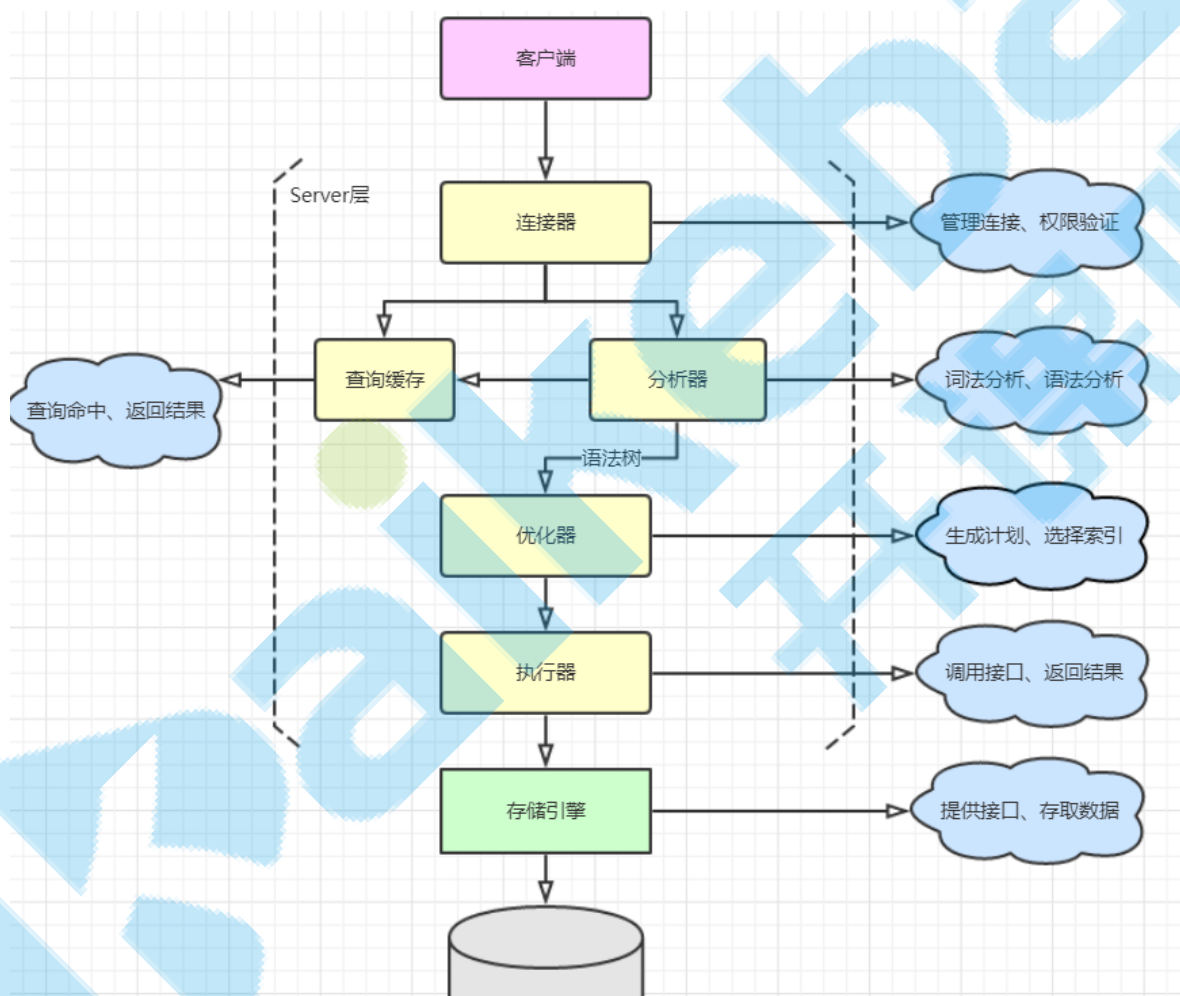 客户端
Server层
连接器
管理连接、权限验证
查询缓存
分析器
词法分析、语法分析
查询命中、返回结果
语法树
优化器
生成计划、选择索引
执行器
调用接口、返回结果
存储引擎
提供接口、存取数据